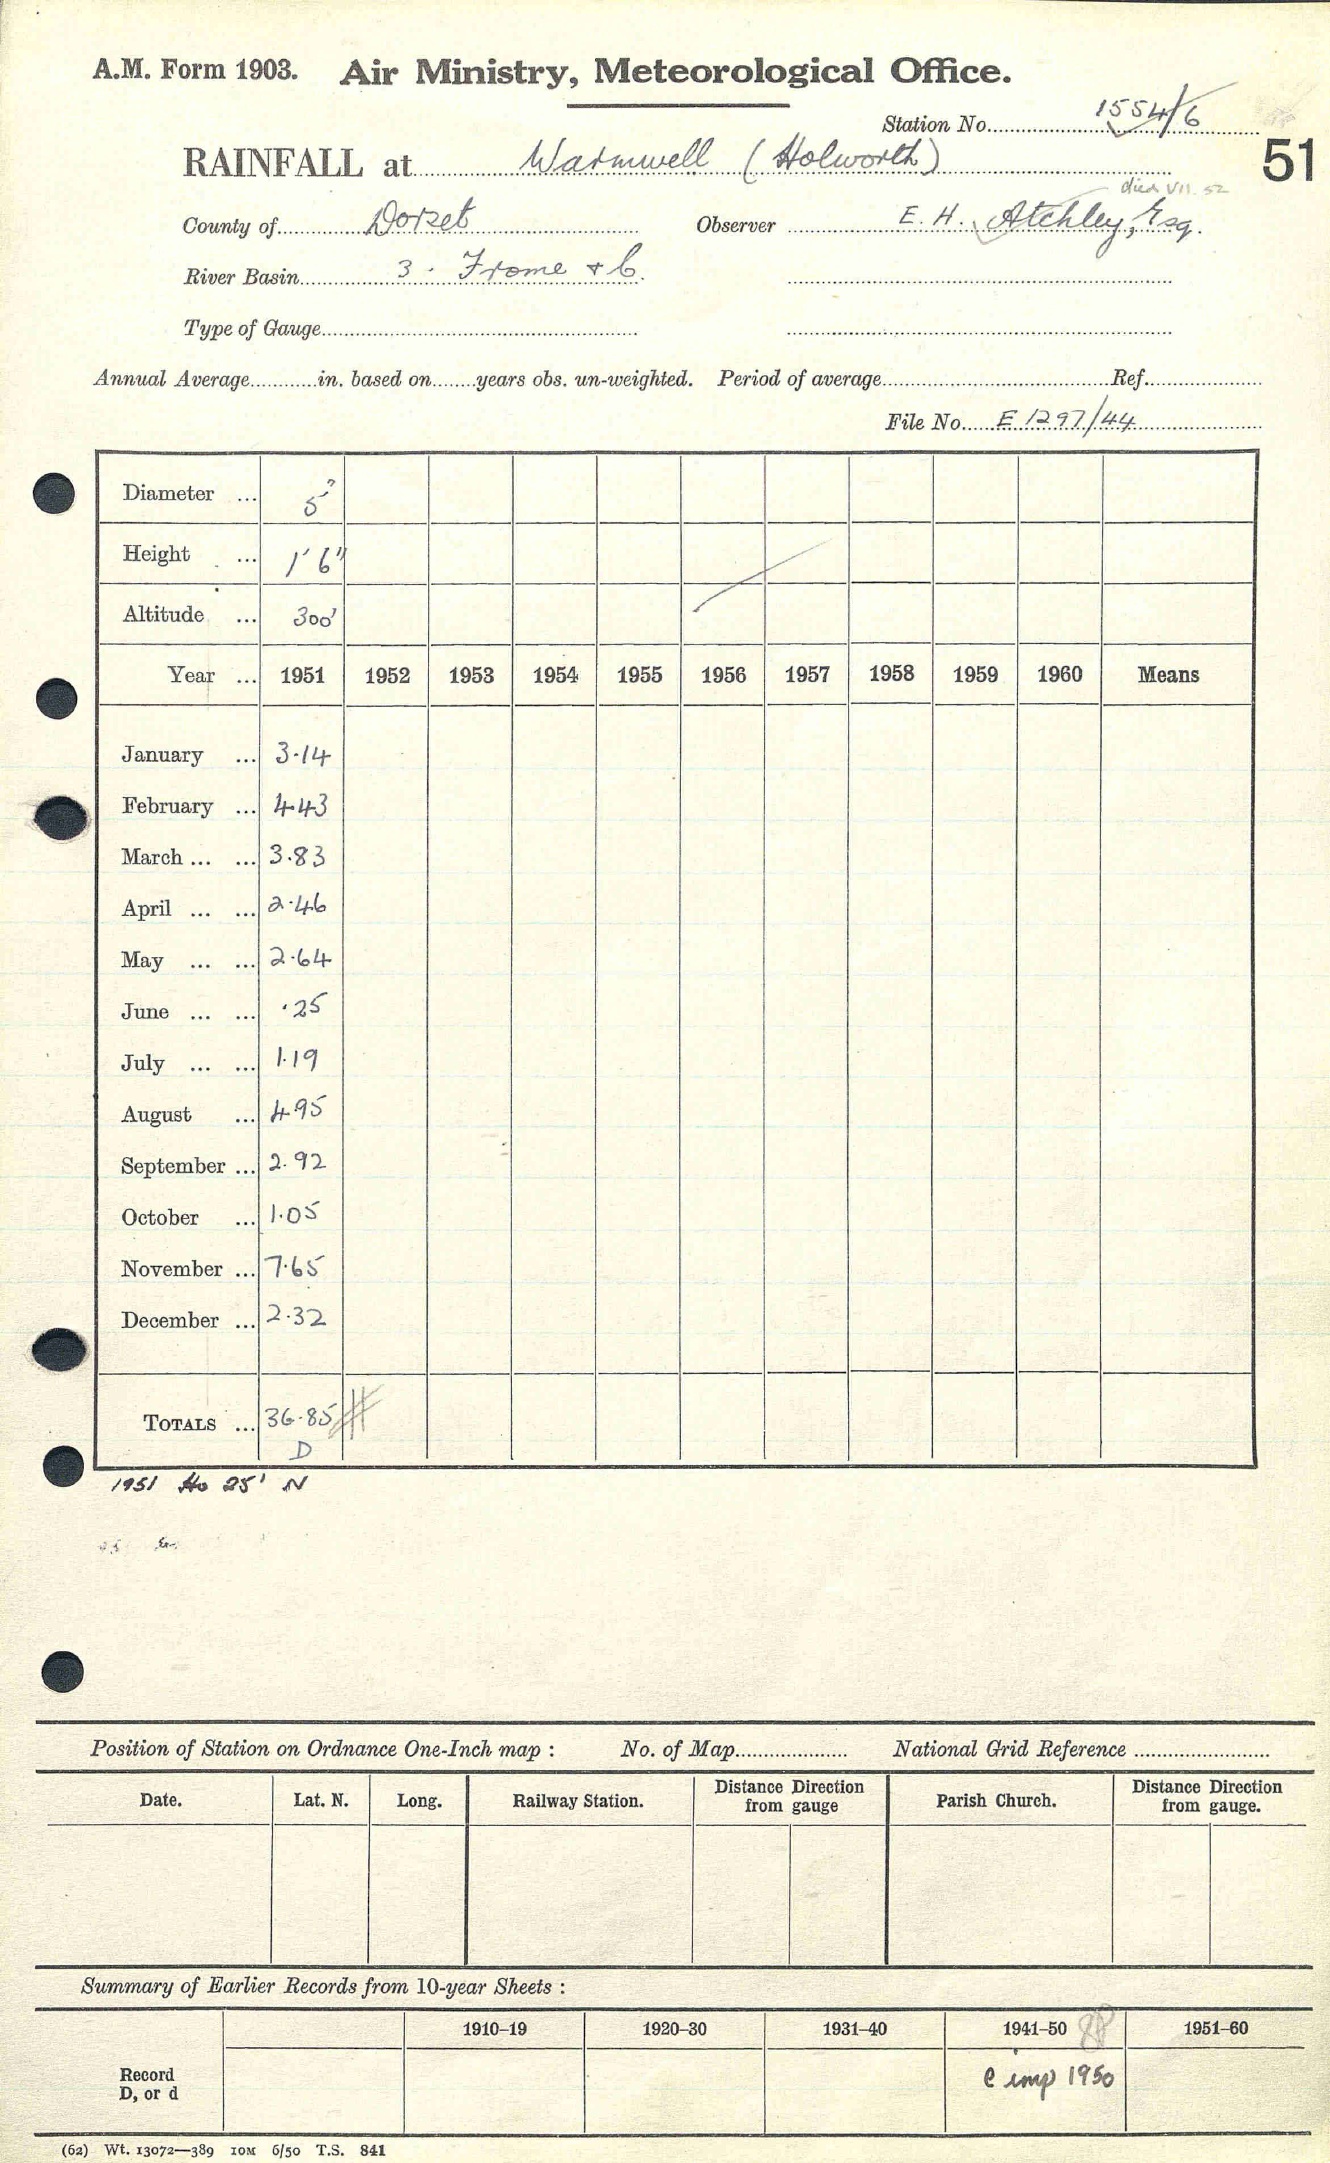 A.M. Form 1903. Air Ministry, Meteorological Office.
Station No. 1554/6
RAINFALL at Warmwell (Holworth) 51
died VII. 52
County of Dorset Observer E. H. Atchley, Esq.
River Basin 3. Frome & C.
Type of Gauge
Annual Average in. based on years obs. un-weighted. Period of average Ref.
File No. E 1297/44
Diameter ... 5"
Height ... 1' 6"
Altitude ... 300'
Year ... 1951 1952 1953 1954 1955 1956 1957 1958 1959 1960 Means
January ... 3.14
February ... 4.43
March ... ... 3.83
April ... ... 2.46
May ... ... 2.64
June ... ... .25
July ... ... 1.19
August ... 4.95
September ... 2.92
October ... 1.05
November ... 7.65
December ... 2.32
TOTALS ... 36.85
D
1951 Ho 25' N
Position of Station on Ordnance One-Inch map : No. of Map National Grid Reference
Date. Lat. N. Long. Railway Station. Distance Direction from gauge Parish Church. Distance Direction from gauge.
Summary of Earlier Records from 10-year Sheets :
1910–19 1920–30 1931–40 1941–50 1951–60
Record D, or d C imp 1950
(62) Wt. 13072—389 10M 6/50 T.S. 841